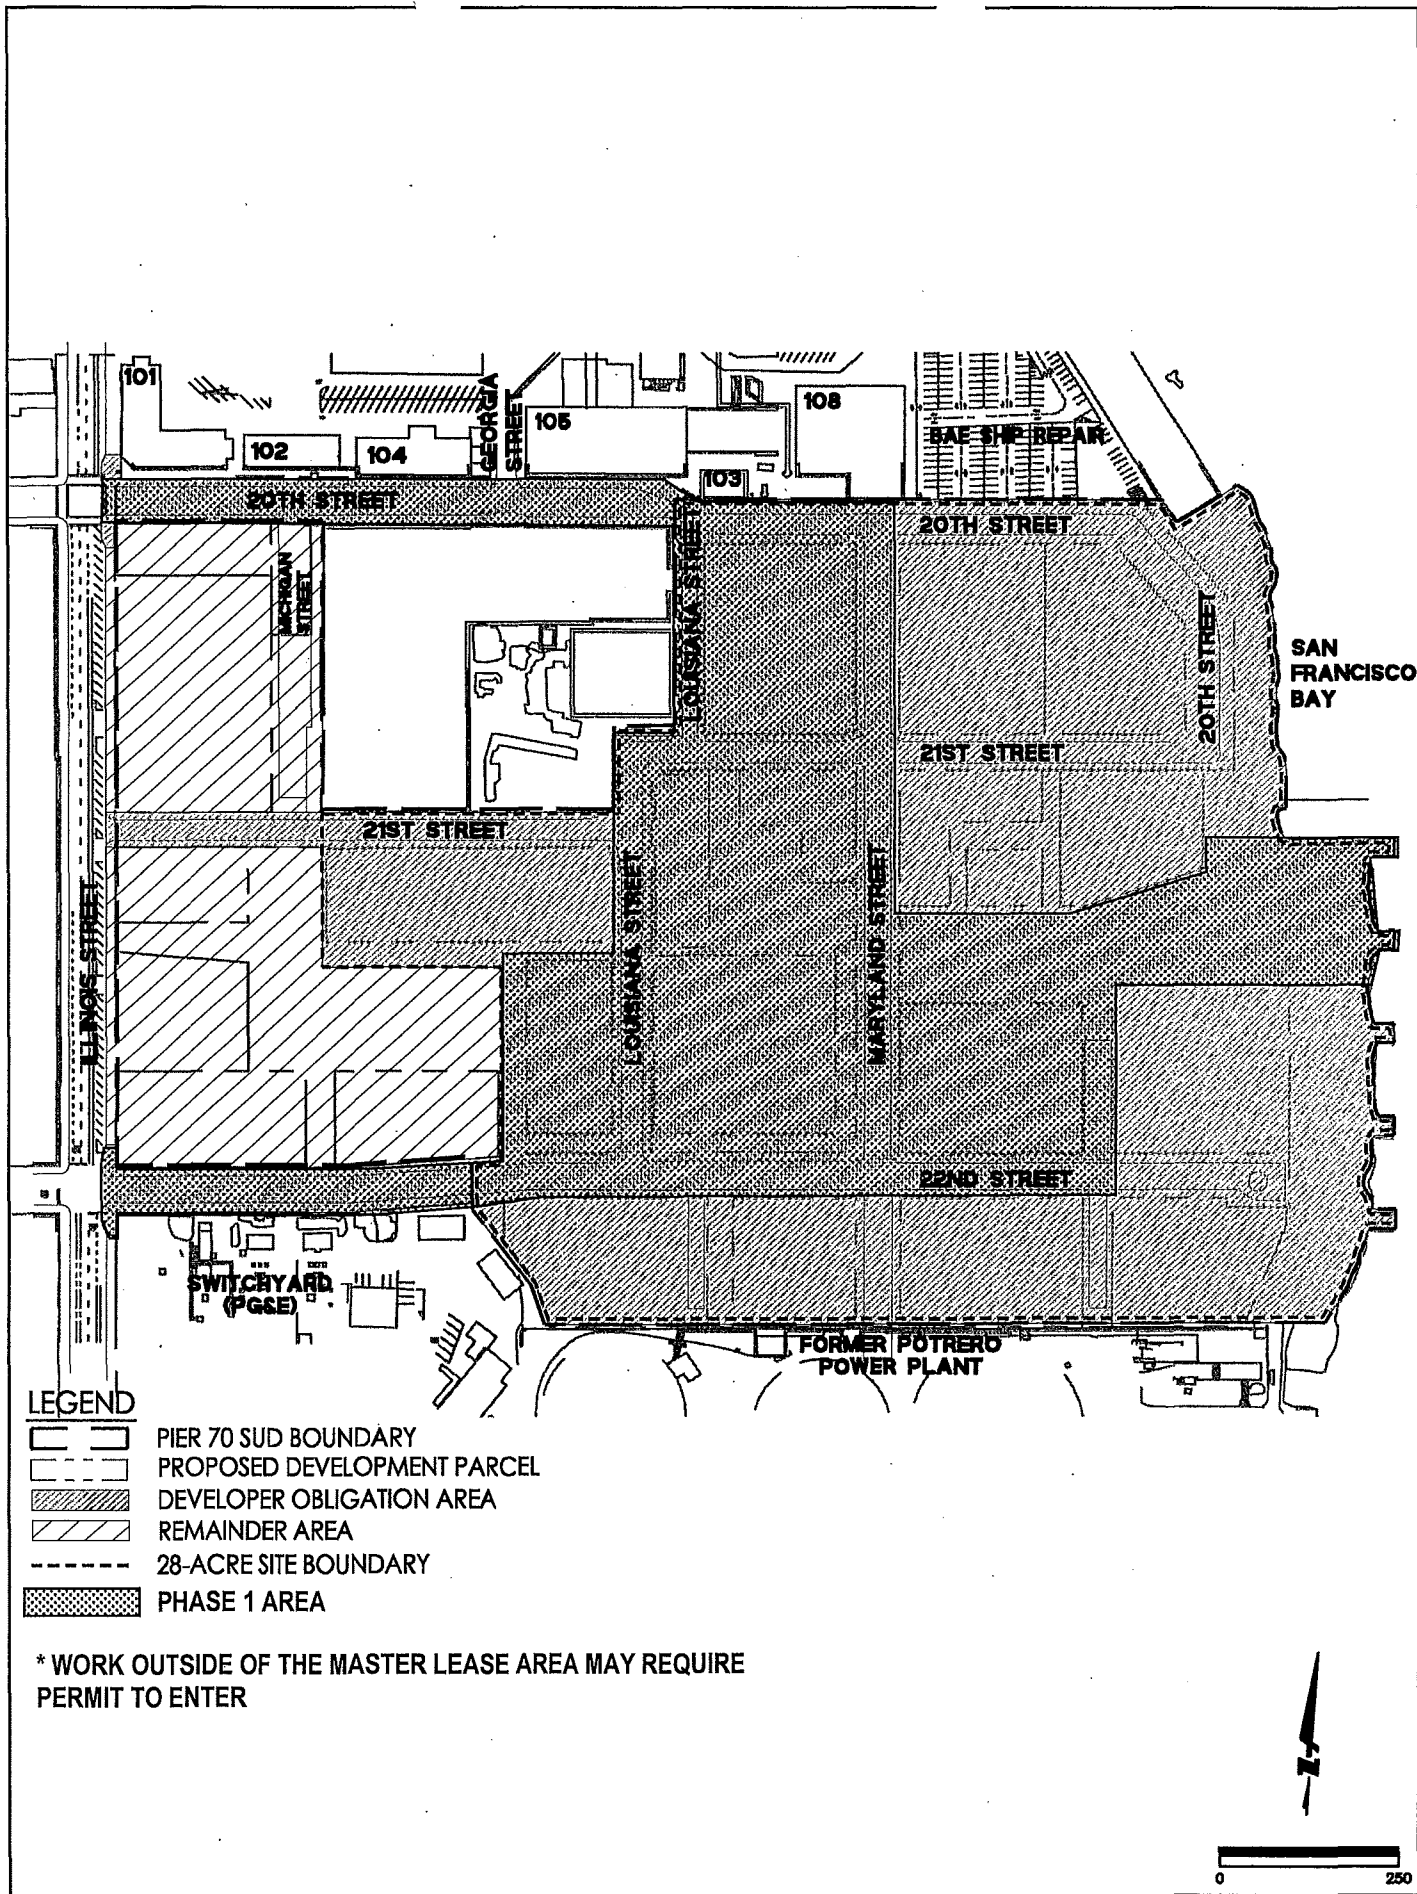 101
102
104
GEORGIA
STREET
105
103
108
BAE SHIP REPAIR
20TH STREET
20TH STREET
MICHIGAN
STREET
LOUISIANA STREET
20TH STREET
SAN
FRANCISCO
BAY
21ST STREET
21ST STREET
ILLINOIS STREET
LOUISIANA STREET
MARYLAND STREET
22ND STREET
SWITCHYARD
(PG&E)
FORMER POTRERO
POWER PLANT
LEGEND
PIER 70 SUD BOUNDARY
PROPOSED DEVELOPMENT PARCEL
DEVELOPER OBLIGATION AREA
REMAINDER AREA
28-ACRE SITE BOUNDARY
PHASE 1 AREA
* WORK OUTSIDE OF THE MASTER LEASE AREA MAY REQUIRE
PERMIT TO ENTER
N
0 250